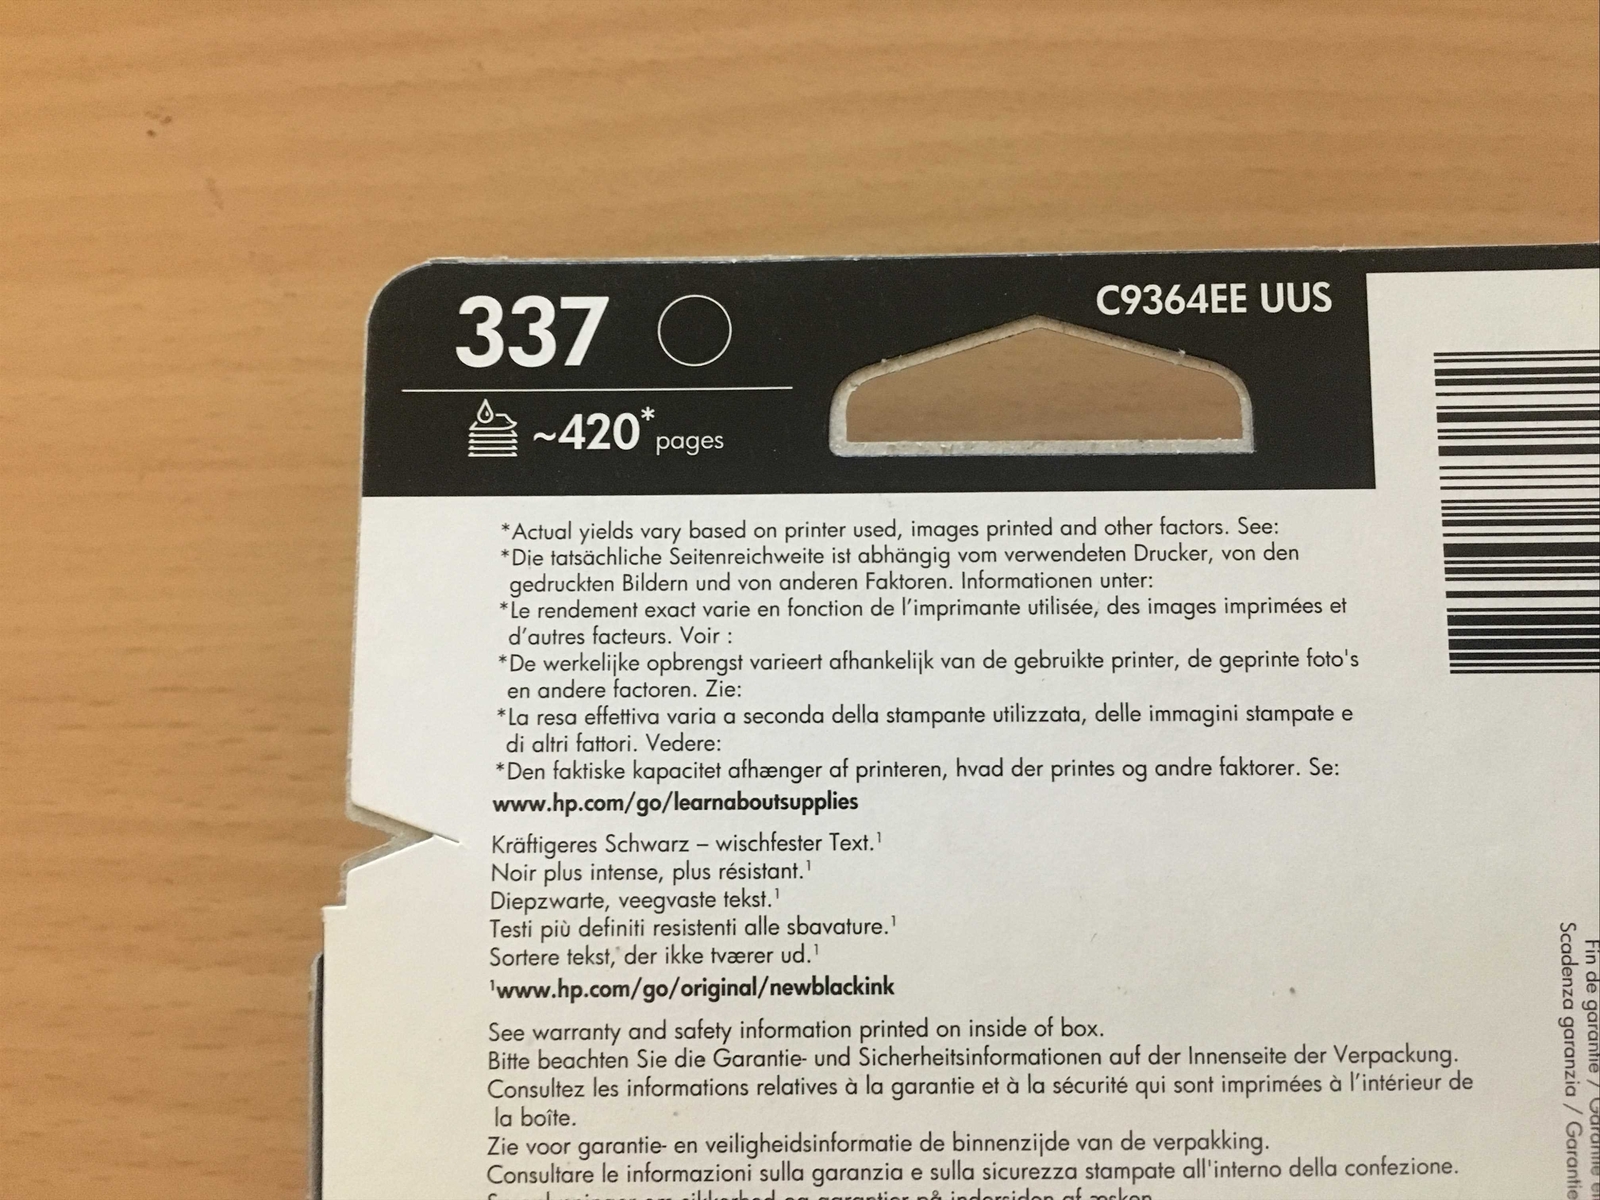 337
C9364EE UUS
~420* pages
*Actual yields vary based on printer used, images printed and other factors. See:
*Die tatsächliche Seitenreichweite ist abhängig vom verwendeten Drucker, von den
gedruckten Bildern und von anderen Faktoren. Informationen unter:
*Le rendement exact varie en fonction de l'imprimante utilisée, des images imprimées et
d'autres facteurs. Voir :
*De werkelijke opbrengst varieert afhankelijk van de gebruikte printer, de geprinte foto's
en andere factoren. Zie:
*La resa effettiva varia a seconda della stampante utilizzata, delle immagini stampate e
di altri fattori. Vedere:
*Den faktiske kapacitet afhænger af printeren, hvad der printes og andre faktorer. Se:
www.hp.com/go/learnaboutsupplies
Kräftigeres Schwarz – wischfester Text.¹
Noir plus intense, plus résistant.¹
Diepzwarte, veegvaste tekst.¹
Testi più definiti resistenti alle sbavature.¹
Sortere tekst, der ikke tværer ud.¹
¹www.hp.com/go/original/newblackink
See warranty and safety information printed on inside of box.
Bitte beachten Sie die Garantie- und Sicherheitsinformationen auf der Innenseite der Verpackung.
Consultez les informations relatives à la garantie et à la sécurité qui sont imprimées à l'intérieur de
la boîte.
Zie voor garantie- en veiligheidsinformatie de binnenzijde van de verpakking.
Consultare le informazioni sulla garanzia e sulla sicurezza stampate all'interno della confezione.
sikkerhed og garantier på indersiden af æsken
Fin de garantie /
Scadenza garanzia /